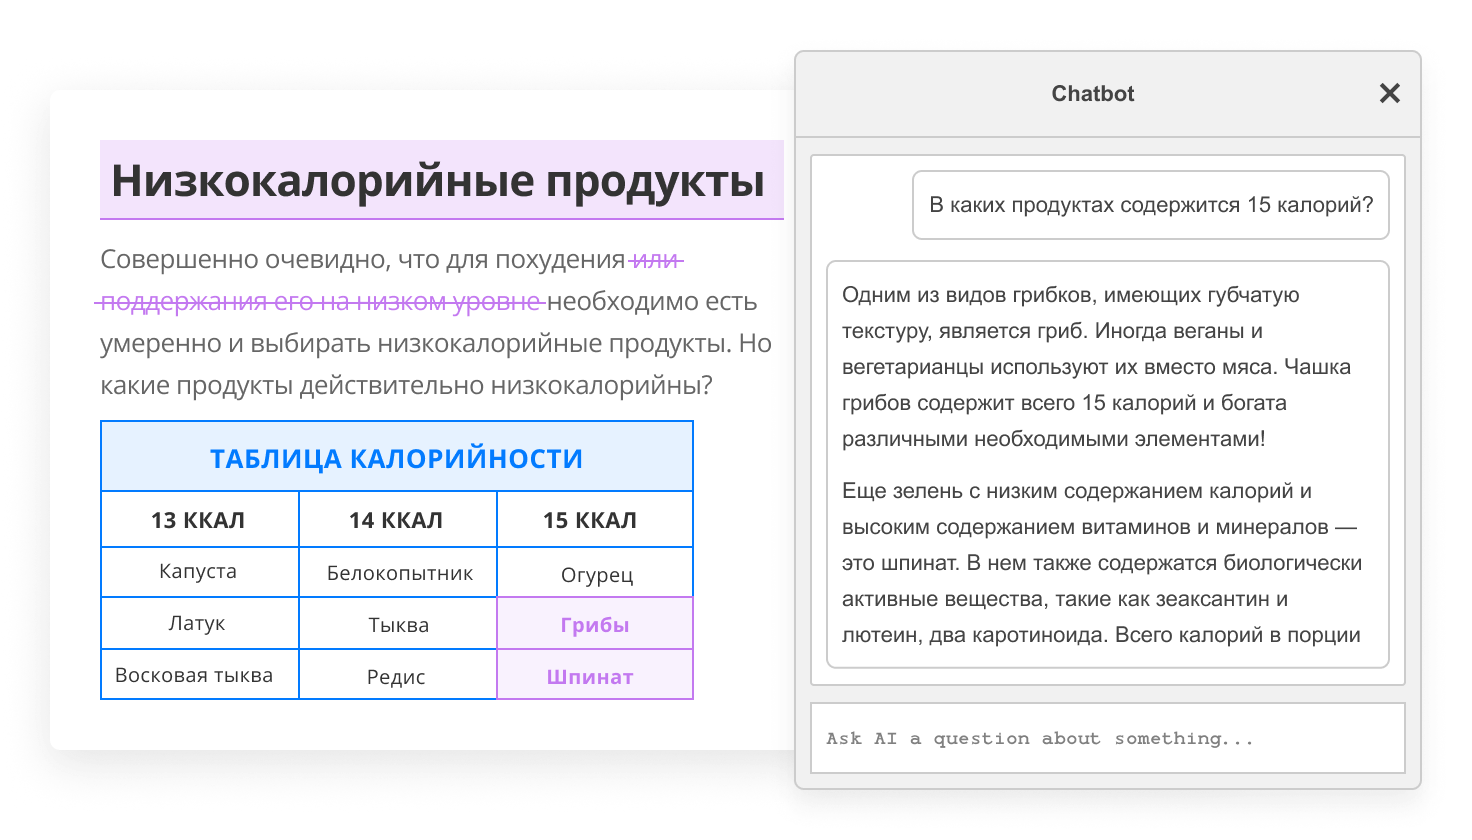 Низкокалорийные продукты
Совершенно очевидно, что для похудения или
поддержания его на низком уровне необходимо есть
умеренно и выбирать низкокалорийные продукты. Но
какие продукты действительно низкокалорийны?
ТАБЛИЦА КАЛОРИЙНОСТИ
13 ККАЛ 14 ККАЛ 15 ККАЛ
Капуста Белокопытник Огурец
Латук Тыква Грибы
Восковая тыква Редис Шпинат
Chatbot
В каких продуктах содержится 15 калорий?
Одним из видов грибков, имеющих губчатую
текстуру, является гриб. Иногда веганы и
вегетарианцы используют их вместо мяса. Чашка
грибов содержит всего 15 калорий и богата
различными необходимыми элементами!
Еще зелень с низким содержанием калорий и
высоким содержанием витаминов и минералов —
это шпинат. В нем также содержатся биологически
активные вещества, такие как зеаксантин и
лютеин, два каротиноида. Всего калорий в порции
Ask AI a question about something...